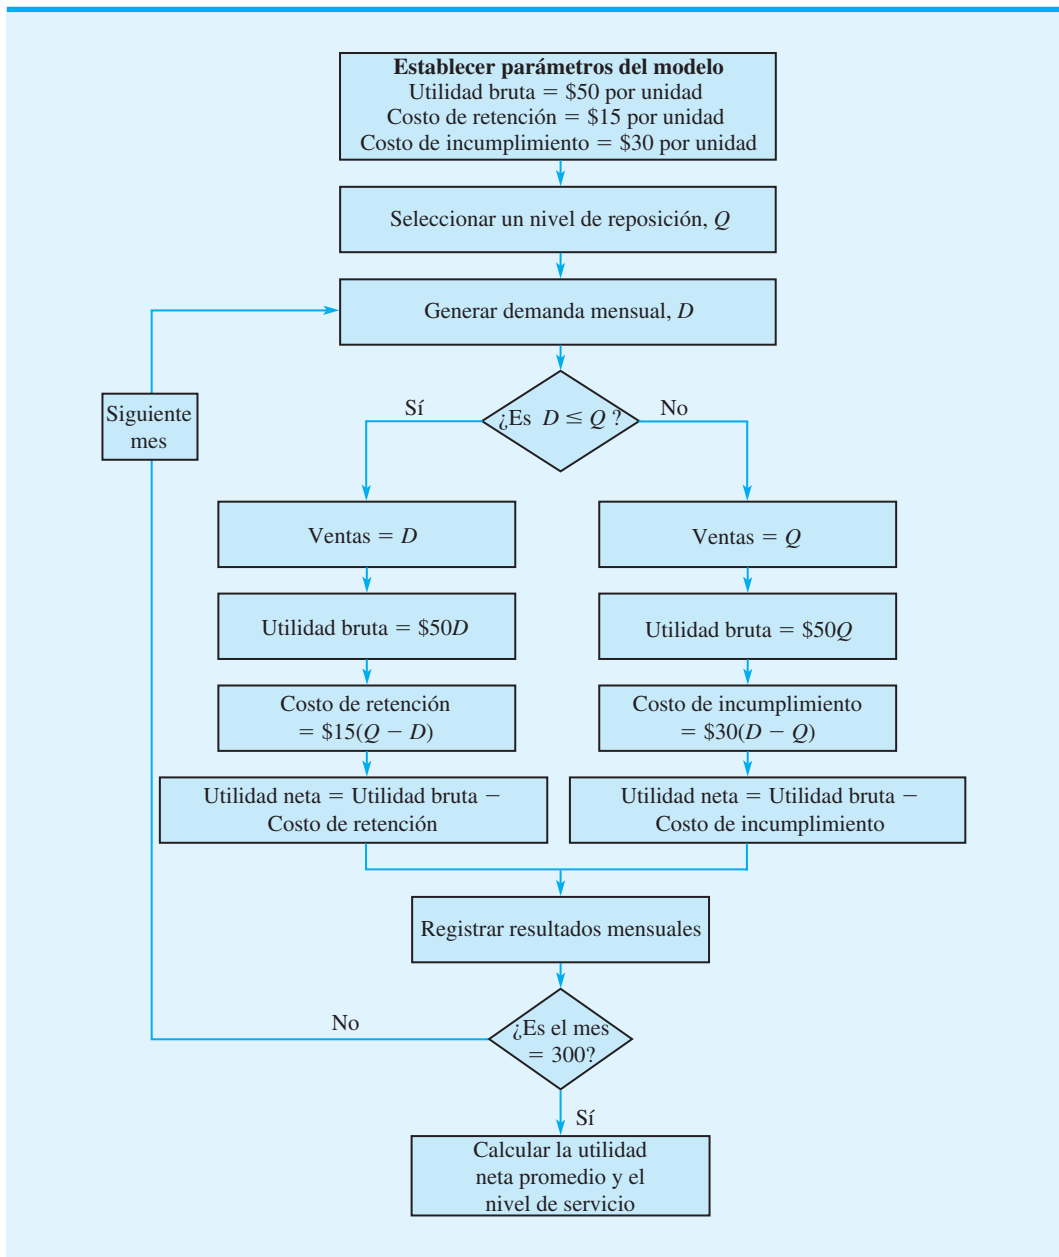 Establecer parámetros del modelo
Utilidad bruta = $50 por unidad
Costo de retención = $15 por unidad
Costo de incumplimiento = $30 por unidad
Seleccionar un nivel de reposición, Q
Generar demanda mensual, D
Siguiente
mes
Sí
¿Es D ≤ Q ?
No
Ventas = D
Ventas = Q
Utilidad bruta = $50D
Utilidad bruta = $50Q
Costo de retención
= $15(Q − D)
Costo de incumplimiento
= $30(D − Q)
Utilidad neta = Utilidad bruta −
Costo de retención
Utilidad neta = Utilidad bruta −
Costo de incumplimiento
Registrar resultados mensuales
No
¿Es el mes
= 300?
Sí
Calcular la utilidad
neta promedio y el
nivel de servicio